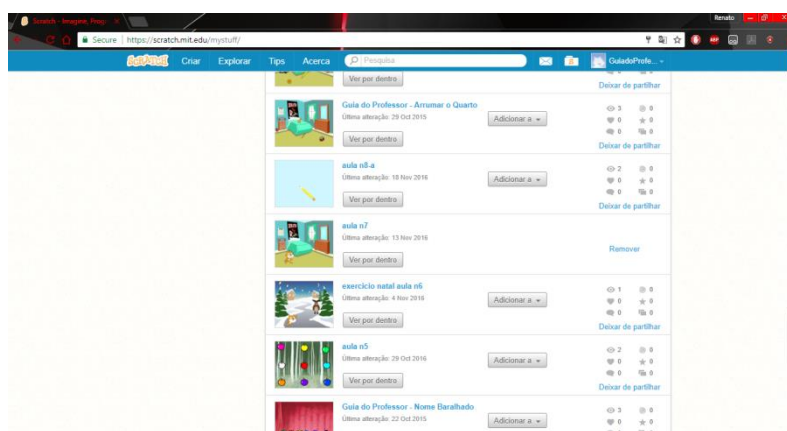 Scratch - Imagine, Progr
Renato
Secure | https://scratch.mit.edu/mystuff/
SCRATCH Criar Explorar Tips Acerca Pesquisa GuiadoProfe...
Ver por dentro
Deixar de partilhar
Guia do Professor - Arrumar o Quarto
Última alteração: 29 Oct 2015
Adicionar a
3 0
0 0
0 0
Ver por dentro
Deixar de partilhar
aula n8-a
Última alteração: 18 Nov 2016
Adicionar a
2 0
0 0
0 0
Ver por dentro
Deixar de partilhar
aula n7
Última alteração: 13 Nov 2016
Remover
Ver por dentro
exercicio natal aula n6
Última alteração: 4 Nov 2016
Adicionar a
1 0
0 0
0 0
Ver por dentro
Deixar de partilhar
aula n5
Última alteração: 29 Oct 2016
Adicionar a
2 0
0 0
0 0
Ver por dentro
Deixar de partilhar
Guia do Professor - Nome Baralhado
Última alteração: 22 Oct 2015
Adicionar a
3 0
0 0